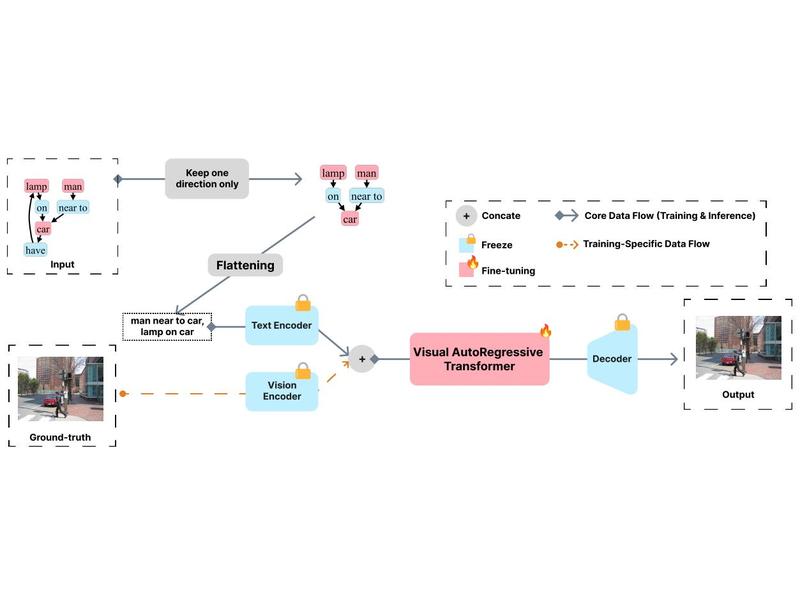 Keep one
direction only
lamp
man
on
near to
car
have
Input
lamp
man
on
near to
car
+
Concate
Core Data Flow (Training & Inference)
Freeze
Training-Specific Data Flow
Fine-tuning
Flattening
man near to car,
lamp on car
Text Encoder
+
Visual AutoRegressive
Transformer
Decoder
Vision
Encoder
Output
Ground-truth